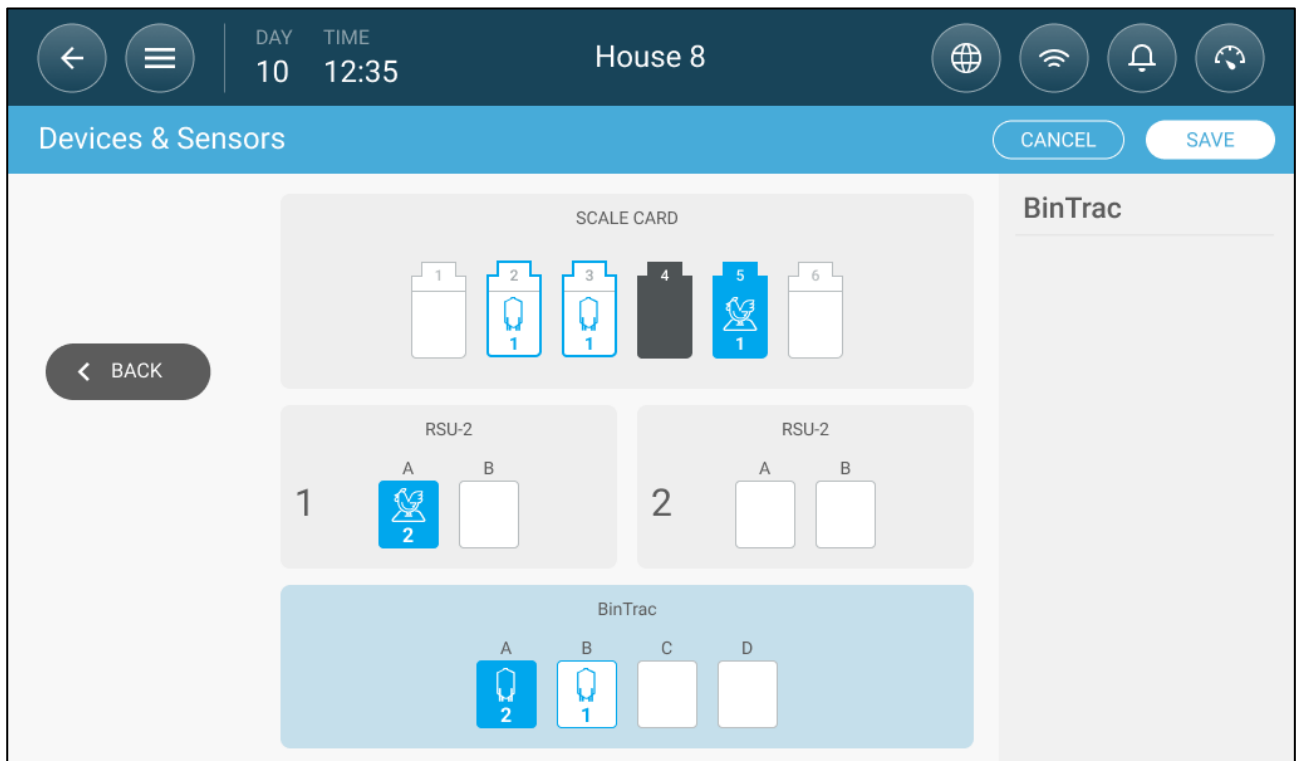 DAY TIME
10 12:35 House 8
Devices & Sensors CANCEL SAVE
SCALE CARD
1 2 3 4 5 6
1 1 1
BACK
RSU-2
A B
1
2
RSU-2
A B
2
BinTrac
A B C D
2 1
BinTrac